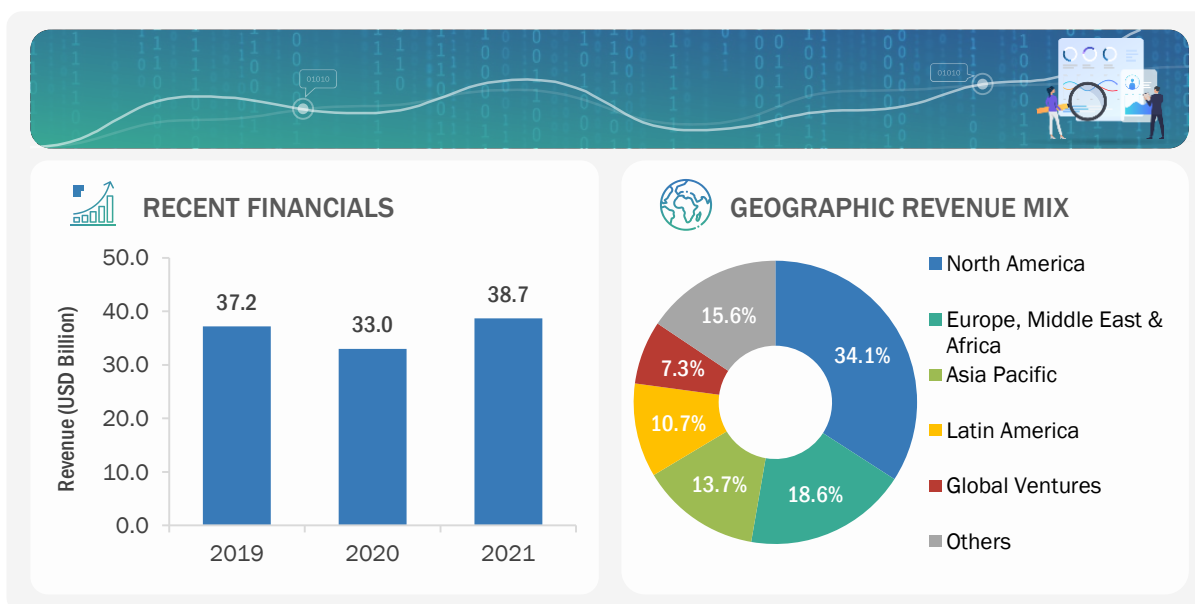 01010
01010
RECENT FINANCIALS
Revenue (USD Billion)
50.0
40.0
30.0
20.0
10.0
0.0
37.2
33.0
38.7
2019
2020
2021
GEOGRAPHIC REVENUE MIX
34.1%
18.6%
13.7%
10.7%
7.3%
15.6%
North America
Europe, Middle East &
Africa
Asia Pacific
Latin America
Global Ventures
Others